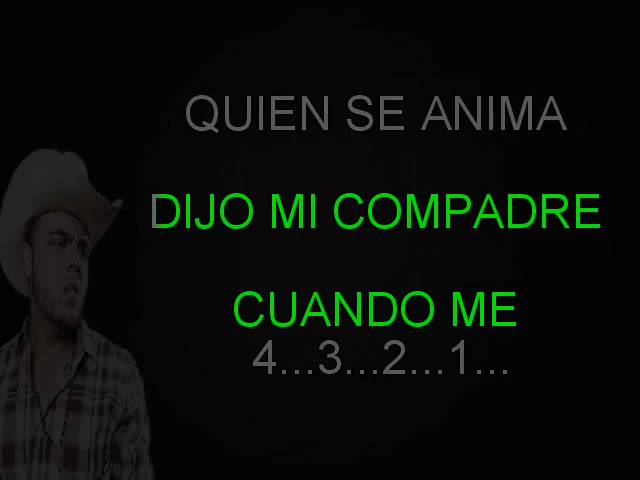 QUIEN SE ANIMA
DIJO MI COMPADRE
CUANDO ME
4...3...2...1...